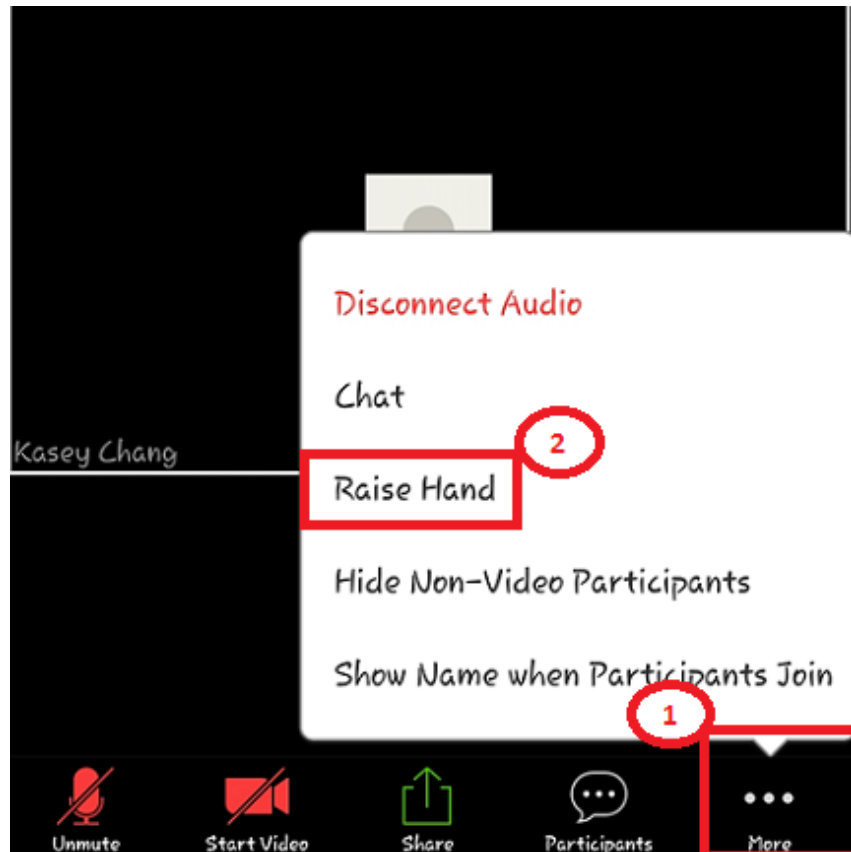 Disconnect Audio
Chat
2
Kasey Chang
Raise Hand
Hide Non-Video Participants
Show Name when Participants Join
1
Unmute Start Video Share Participants More